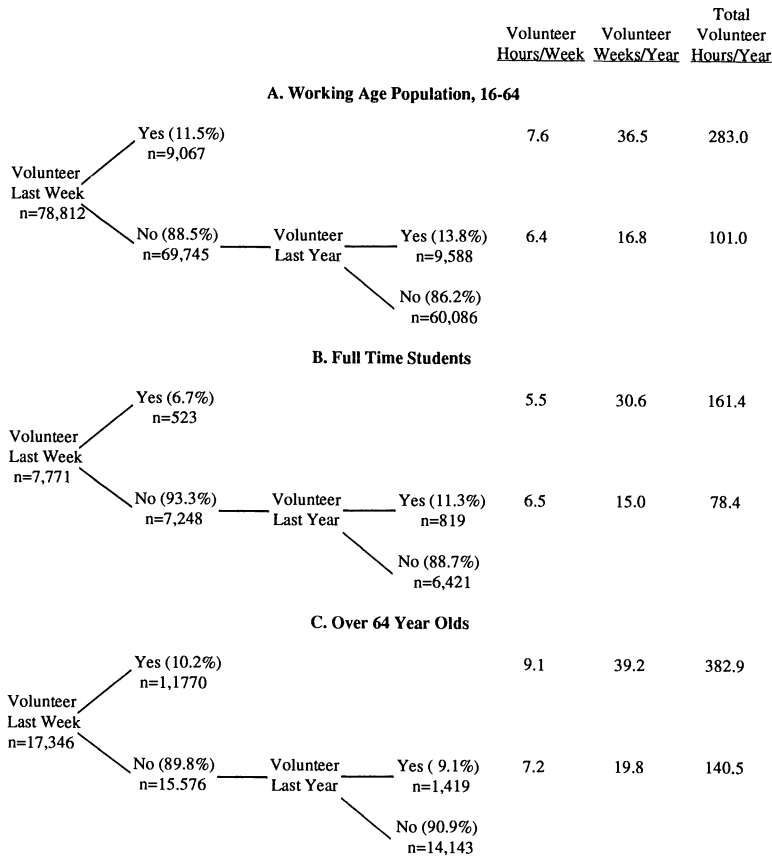 Total
Volunteer Volunteer Volunteer
Hours/Week Weeks/Year Hours/Year
A. Working Age Population, 16-64
Yes (11.5%) 7.6 36.5 283.0
n=9,067
Volunteer
Last Week
n=78,812
No (88.5%) Volunteer Yes (13.8%) 6.4 16.8 101.0
n=69,745 Last Year n=9,588
No (86.2%)
n=60,086
B. Full Time Students
Yes (6.7%) 5.5 30.6 161.4
n=523
Volunteer
Last Week
n=7,771
No (93.3%) Volunteer Yes (11.3%) 6.5 15.0 78.4
n=7,248 Last Year n=819
No (88.7%)
n=6,421
C. Over 64 Year Olds
Yes (10.2%) 9.1 39.2 382.9
n=1,1770
Volunteer
Last Week
n=17,346
No (89.8%) Volunteer Yes ( 9.1%) 7.2 19.8 140.5
n=15.576 Last Year n=1,419
No (90.9%)
n=14,143